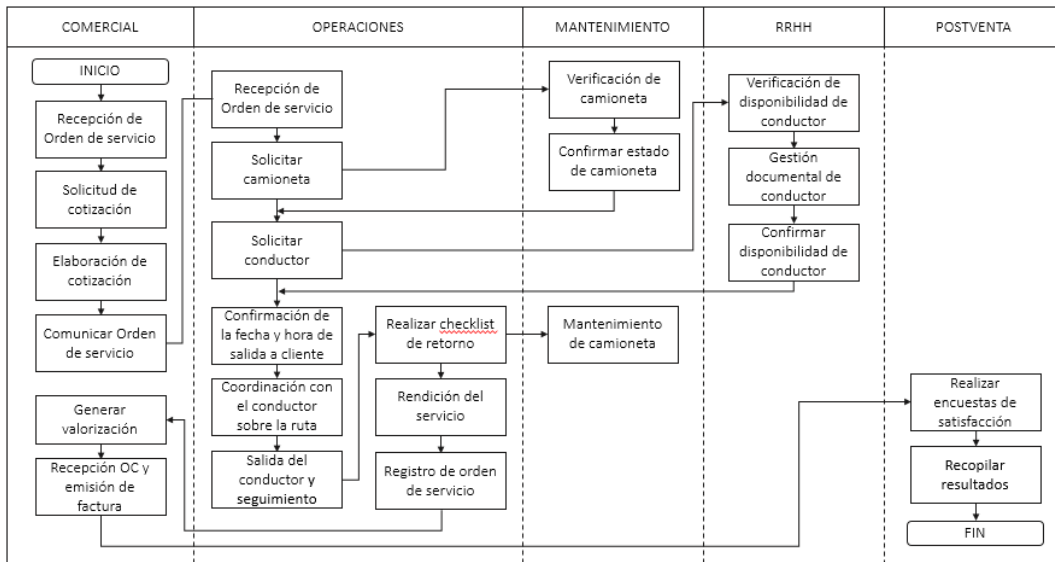 COMERCIAL
OPERACIONES
MANTENIMIENTO
RRHH
POSTVENTA
INICIO
Recepción de
Orden de servicio
Solicitud de
cotización
Elaboración de
cotización
Comunicar Orden
de servicio
Generar
valorización
Recepción OC y
emisión de
factura
Recepción de
Orden de servicio
Solicitar
camioneta
Solicitar
conductor
Confirmación de
la fecha y hora de
salida a cliente
Coordinación con
el conductor
sobre la ruta
Salida del
conductor y
seguimiento
Realizar checklist
de retorno
Rendición del
servicio
Registro de orden
de servicio
Verificación de
camioneta
Confirmar estado
de camioneta
Mantenimiento
de camioneta
Verificación de
disponibilidad de
conductor
Gestión
documental de
conductor
Confirmar
disponibilidad de
conductor
Realizar
encuestas de
satisfacción
Recopilar
resultados
FIN